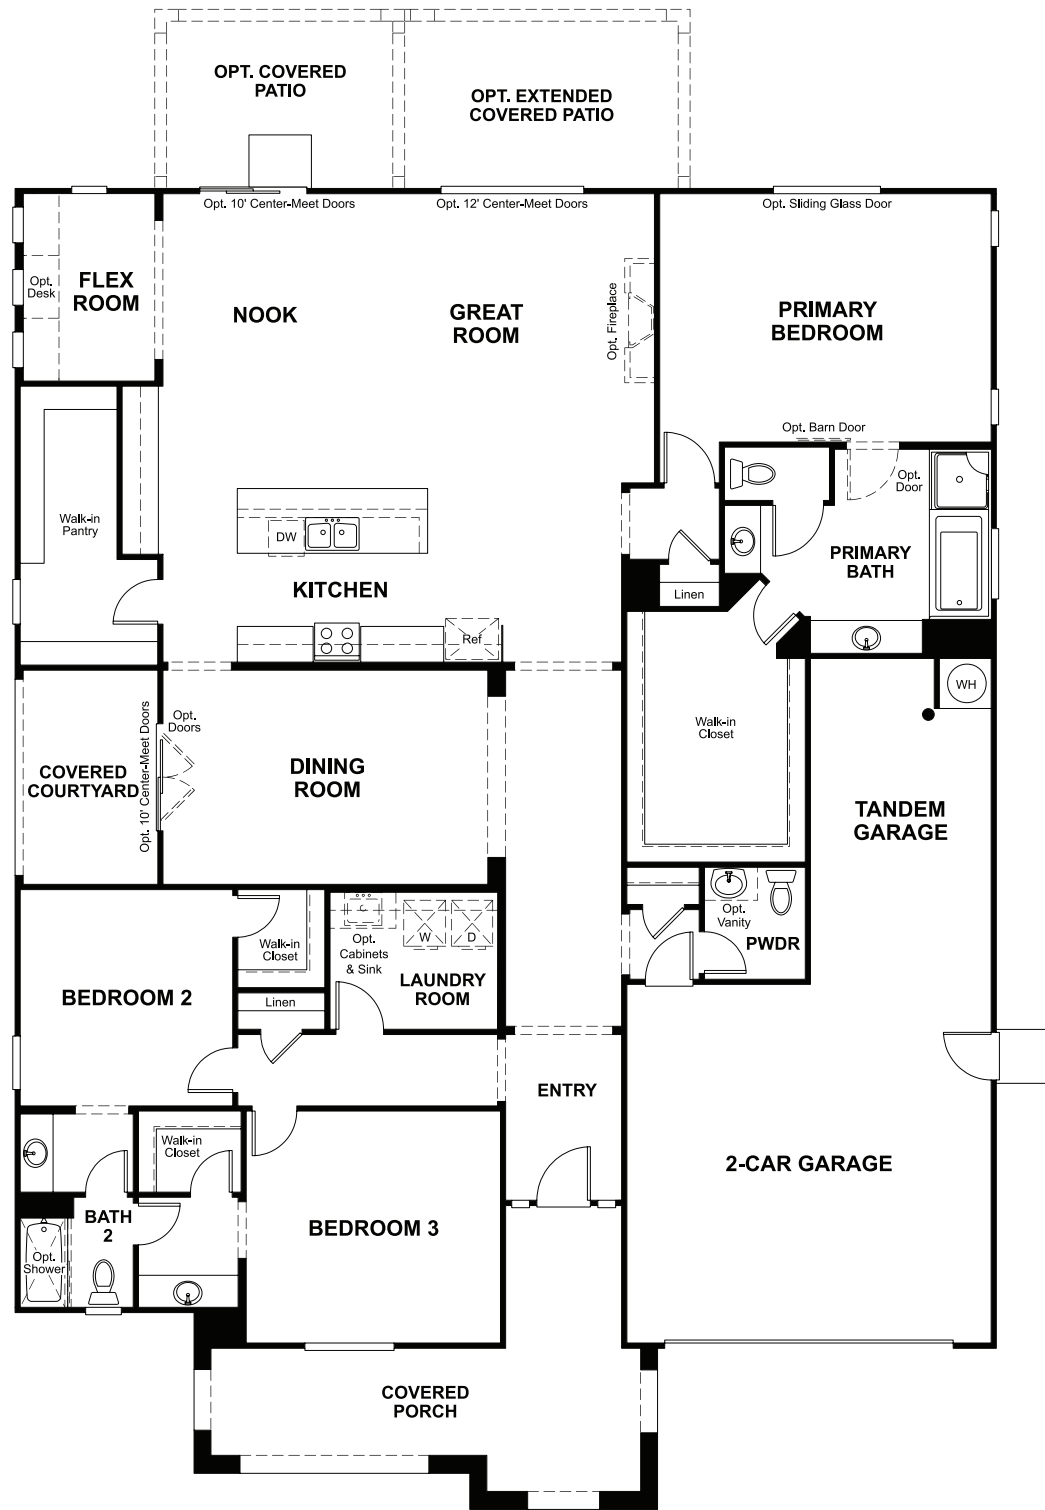 OPT. COVERED
PATIO
OPT. EXTENDED
COVERED PATIO
Opt. 10' Center-Meet Doors
Opt. 12' Center-Meet Doors
Opt. Sliding Glass Door
Opt.
Desk
FLEX
ROOM
NOOK
GREAT
ROOM
Opt. Fireplace
PRIMARY
BEDROOM
Opt. Barn Door
Opt.
Door
Walk-in
Pantry
DW
KITCHEN
Ref
Linen
PRIMARY
BATH
WH
Opt.
Doors
Opt. 10' Center-Meet Doors
COVERED
COURTYARD
DINING
ROOM
Walk-in
Closet
TANDEM
GARAGE
Walk-in
Closet
C
Opt.
Cabinets
& Sink
W
D
LAUNDRY
ROOM
Opt.
Vanity
PWDR
BEDROOM 2
Linen
ENTRY
2-CAR GARAGE
Walk-in
Closet
BATH
2
Opt.
Shower
BEDROOM 3
COVERED
PORCH